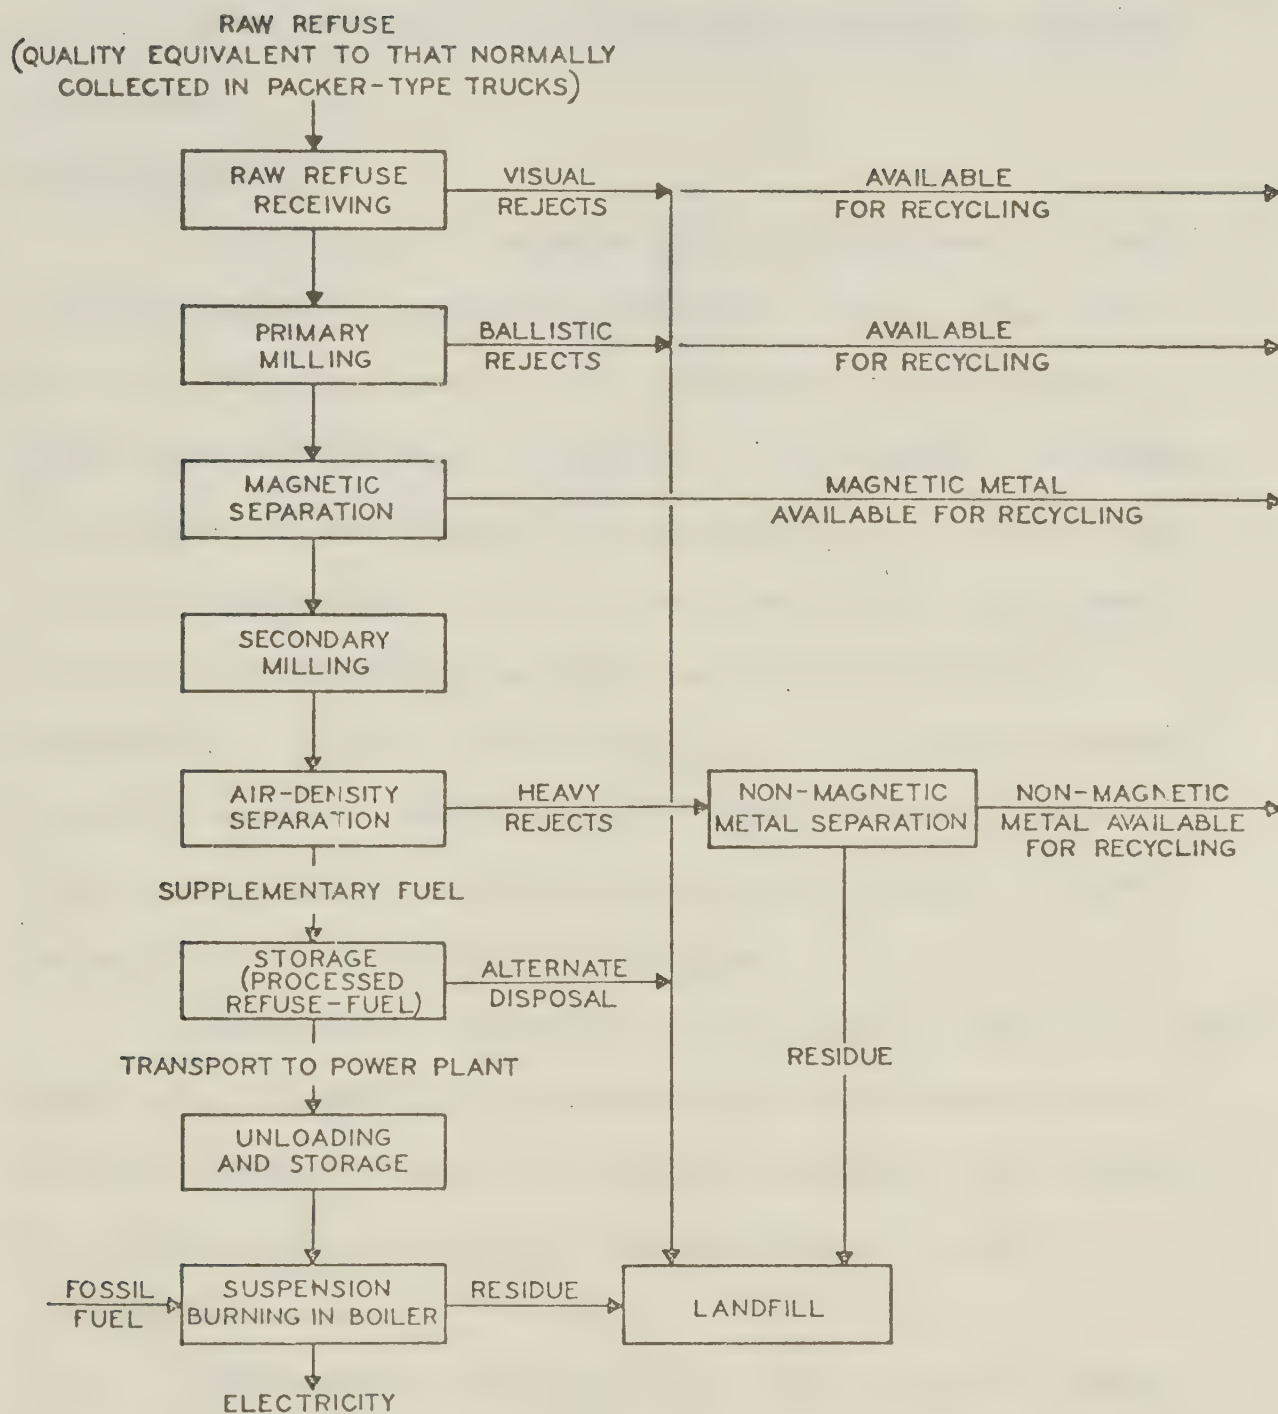 RAW REFUSE
(QUALITY EQUIVALENT TO THAT NORMALLY
COLLECTED IN PACKER-TYPE TRUCKS)
RAW REFUSE
RECEIVING
VISUAL
REJECTS
AVAILABLE
FOR RECYCLING
PRIMARY
MILLING
BALLISTIC
REJECTS
AVAILABLE
FOR RECYCLING
MAGNETIC
SEPARATION
MAGNETIC METAL
AVAILABLE FOR RECYCLING
SECONDARY
MILLING
AIR-DENSITY
SEPARATION
HEAVY
REJECTS
NON-MAGNETIC
METAL SEPARATION
NON-MAGNETIC
METAL AVAILABLE
FOR RECYCLING
SUPPLEMENTARY FUEL
STORAGE
(PROCESSED
REFUSE-FUEL)
ALTERNATE
DISPOSAL
TRANSPORT TO POWER PLANT
RESIDUE
UNLOADING
AND STORAGE
FOSSIL
FUEL
SUSPENSION
BURNING IN BOILER
RESIDUE
LANDFILL
ELECTRICITY